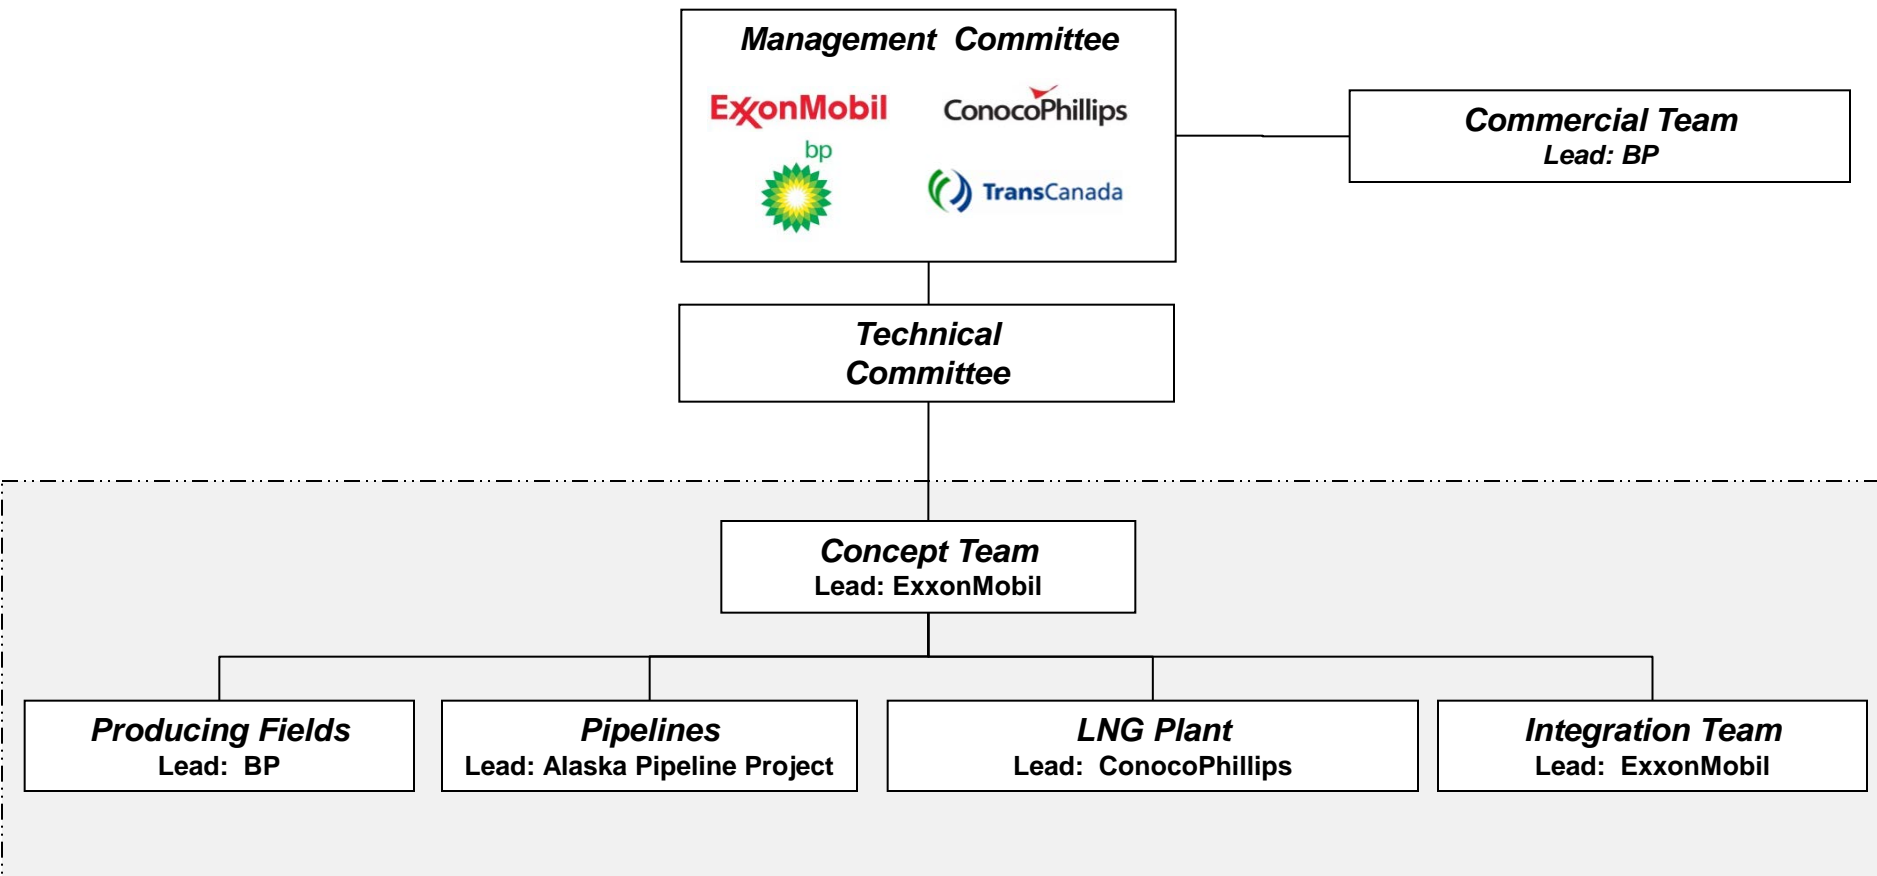 Management Committee
ExxonMobil
ConocoPhillips
bp
TransCanada
Commercial Team
Lead: BP
Technical
Committee
Concept Team
Lead: ExxonMobil
Producing Fields
Lead: BP
Pipelines
Lead: Alaska Pipeline Project
LNG Plant
Lead: ConocoPhillips
Integration Team
Lead: ExxonMobil